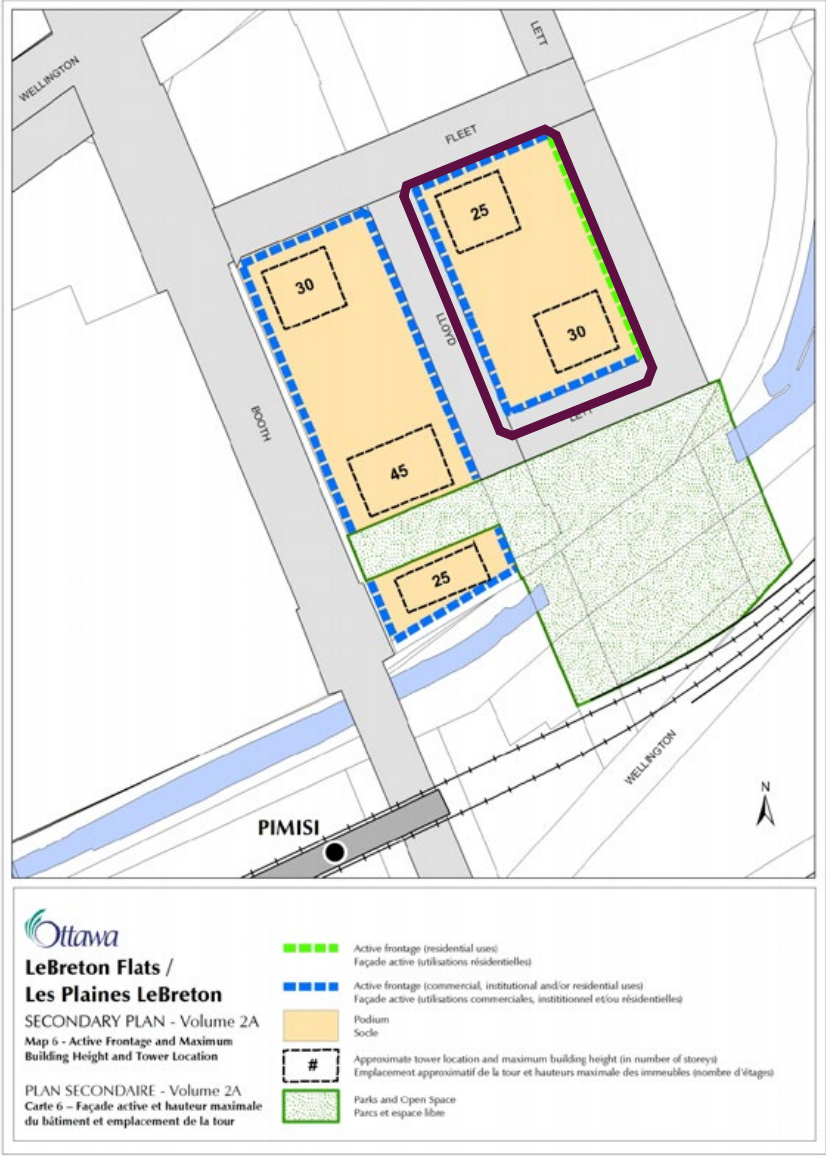 LETT
WELLINGTON
FLEET
25
30
30
LLOYD
BOOTH
LETT
45
25
WELLINGTON
N
PIMISI
Ottawa
LeBreton Flats /
Les Plaines LeBreton
SECONDARY PLAN - Volume 2A
Map 6 - Active Frontage and Maximum
Building Height and Tower Location
PLAN SECONDAIRE - Volume 2A
Carte 6 – Façade active et hauteur maximale
du bâtiment et emplacement de la tour
Active frontage (residential uses)
Façade active (utilisations résidentielles)
Active frontage (commercial, institutional and/or residential uses)
Façade active (utilisations commerciales, instititionnel et/ou résidentielles)
Podium
Socle
#
Approximate tower location and maximum building height (in number of storeys)
Emplacement approximatif de la tour et hauteurs maximale des immeubles (nombre d'étages)
Parks and Open Space
Parcs et espace libre